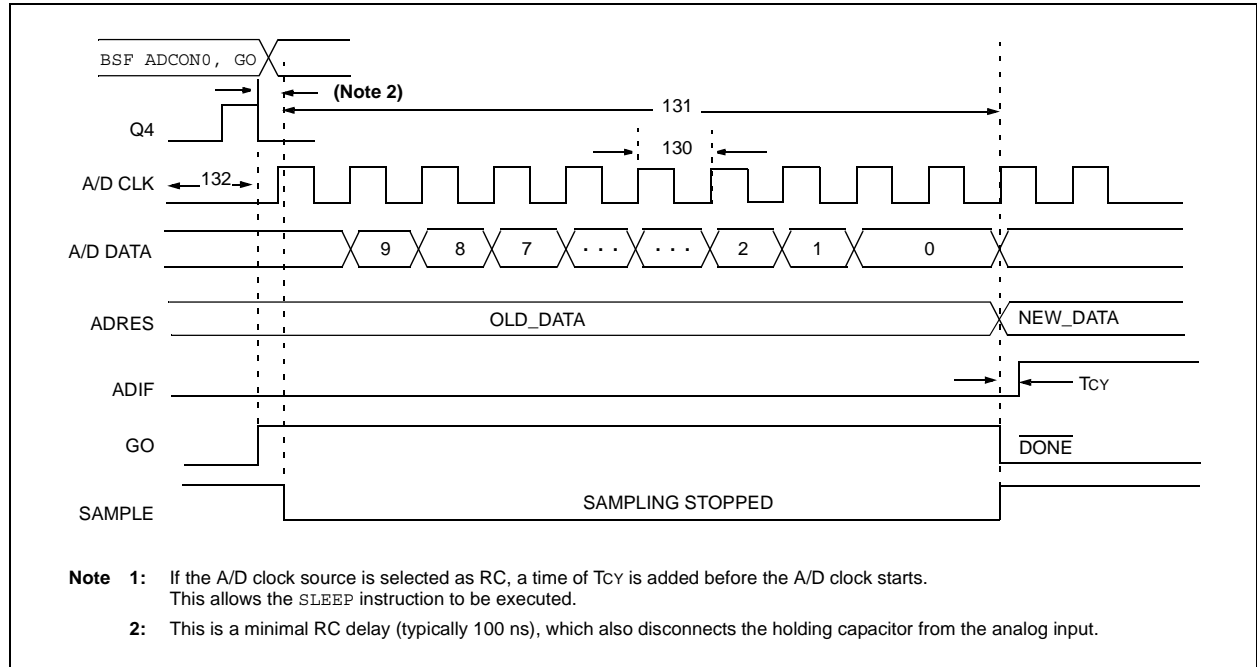 BSF ADCON0, GO
(Note 2)
131
Q4
130
A/D CLK
132
A/D DATA
9 8 7 · · · · · · 2 1 0
ADRES
OLD_DATA
NEW_DATA
ADIF
TCY
GO
DONE
SAMPLE
SAMPLING STOPPED
Note 1: If the A/D clock source is selected as RC, a time of TCY is added before the A/D clock starts.
This allows the SLEEP instruction to be executed.
2: This is a minimal RC delay (typically 100 ns), which also disconnects the holding capacitor from the analog input.